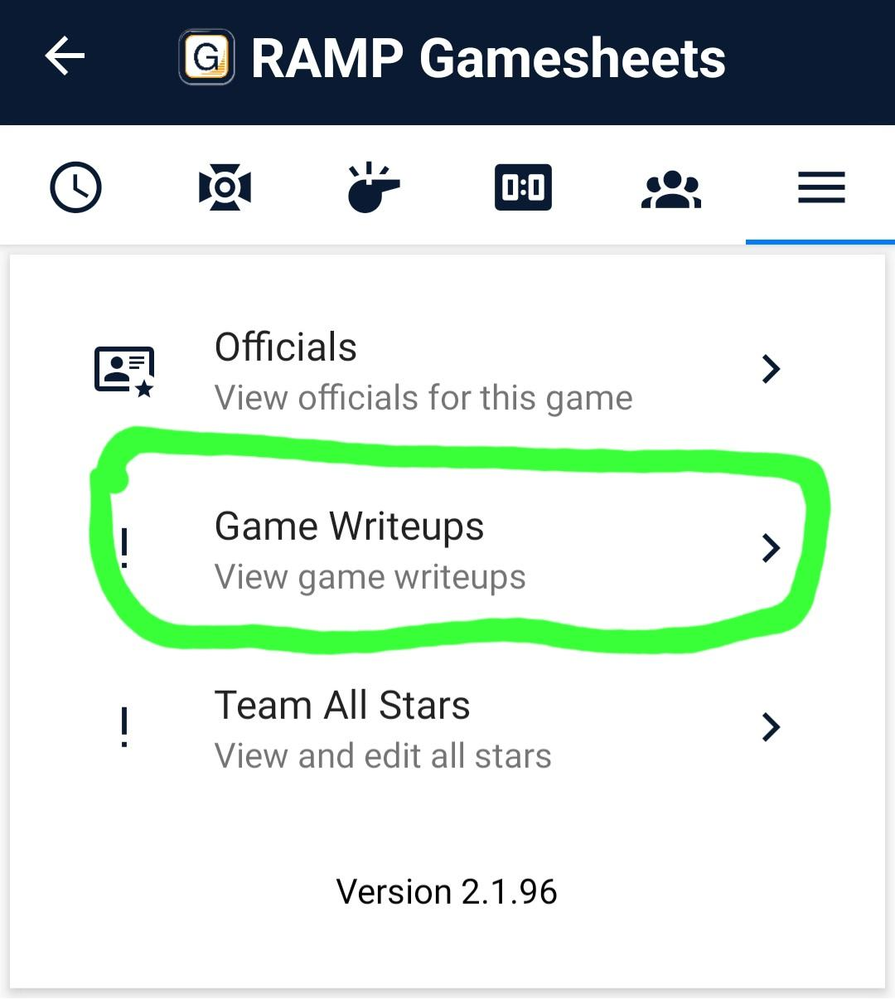 G RAMP Gamesheets
0:0
Officials
View officials for this game
! Game Writeups
View game writeups
! Team All Stars
View and edit all stars
Version 2.1.96